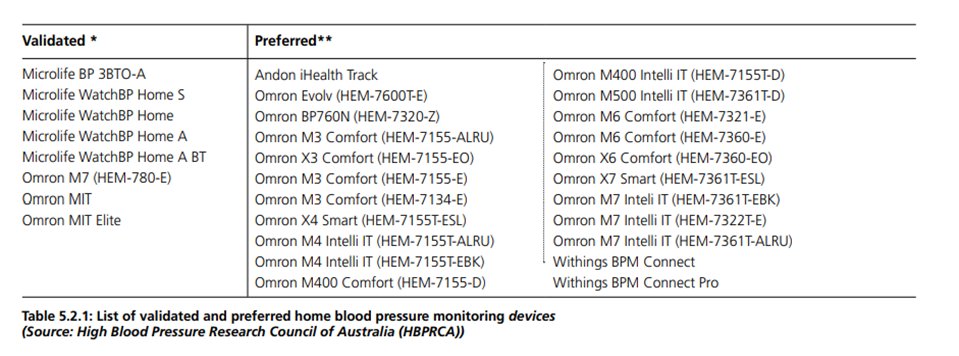 Validated *
Preferred**
Microlife BP 3BTO-A
Microlife WatchBP Home S
Microlife WatchBP Home
Microlife WatchBP Home A
Microlife WatchBP Home A BT
Omron M7 (HEM-780-E)
Omron MIT
Omron MIT Elite
Andon iHealth Track
Omron Evolv (HEM-7600T-E)
Omron BP760N (HEM-7320-Z)
Omron M3 Comfort (HEM-7155-ALRU)
Omron X3 Comfort (HEM-7155-EO)
Omron M3 Comfort (HEM-7155-E)
Omron M3 Comfort (HEM-7134-E)
Omron X4 Smart (HEM-7155T-ESL)
Omron M4 Intelli IT (HEM-7155T-ALRU)
Omron M4 Intelli IT (HEM-7155T-EBK)
Omron M400 Comfort (HEM-7155-D)
Omron M400 Intelli IT (HEM-7155T-D)
Omron M500 Intelli IT (HEM-7361T-D)
Omron M6 Comfort (HEM-7321-E)
Omron M6 Comfort (HEM-7360-E)
Omron X6 Comfort (HEM-7360-EO)
Omron X7 Smart (HEM-7361T-ESL)
Omron M7 Inteli IT (HEM-7361T-EBK)
Omron M7 Intelli IT (HEM-7322T-E)
Omron M7 Intelli IT (HEM-7361T-ALRU)
Withings BPM Connect
Withings BPM Connect Pro
Table 5.2.1: List of validated and preferred home blood pressure monitoring devices
(Source: High Blood Pressure Research Council of Australia (HBPRCA))